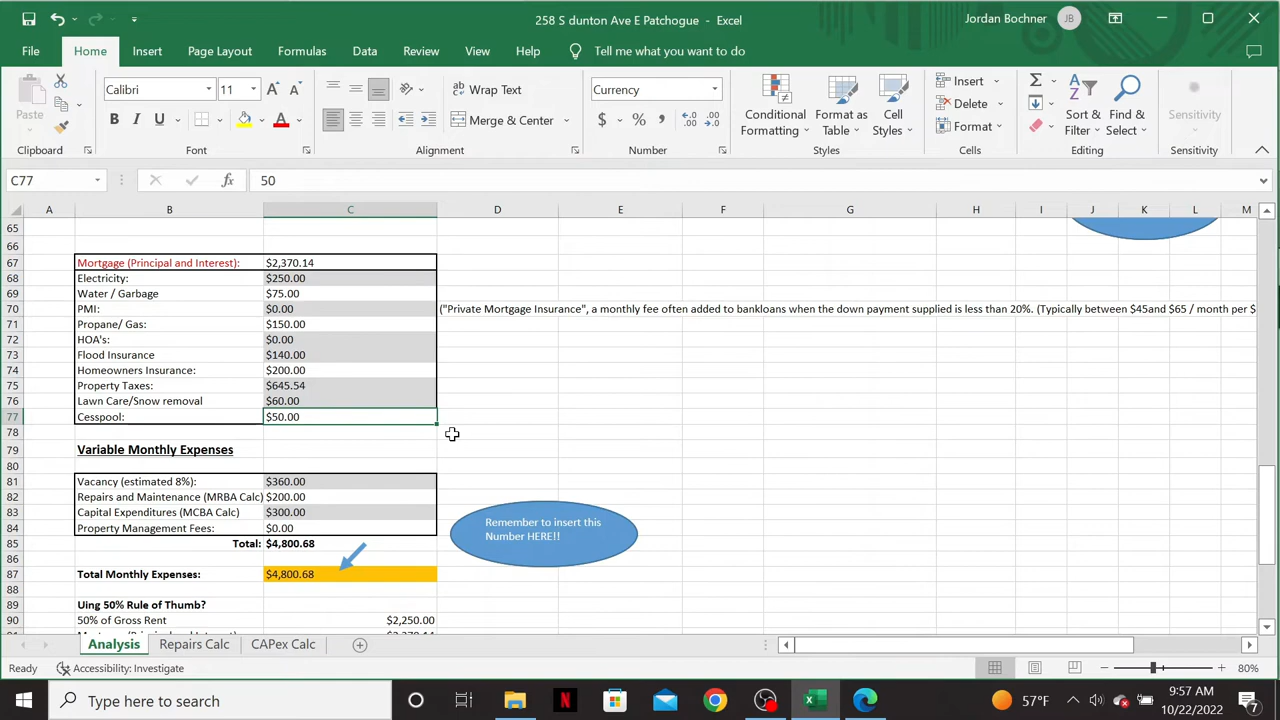 258 S dunton Ave E Patchogue - Excel
Jordan Bochner
JB
File Home Insert Page Layout Formulas Data Review View Help Tell me what you want to do
Calibri 11 Wrap Text Currency Insert
Paste B I U Merge & Center $ % Conditional Formatting Format as Table Cell Styles Delete Sort & Filter Find & Select Sensitivity
Format
Clipboard Font Alignment Number Styles Cells Editing Sensitivity
C77 fx 50
A B C D E F G H I J K L M
65
66
67 Mortgage (Principal and Interest): $2,370.14
68 Electricity: $250.00
69 Water / Garbage $75.00
70 PMI: $0.00 ("Private Mortgage Insurance", a monthly fee often added to bankloans when the down payment supplied is less than 20%. (Typically between $45and $65 / month per $
71 Propane/ Gas: $150.00
72 HOA's: $0.00
73 Flood Insurance $140.00
74 Homeowners Insurance: $200.00
75 Property Taxes: $645.54
76 Lawn Care/Snow removal $60.00
77 Cesspool: $50.00
78
79 Variable Monthly Expenses
80
81 Vacancy (estimated 8%): $360.00
82 Repairs and Maintenance (MRBA Calc) $200.00
83 Capital Expenditures (MCBA Calc) $300.00
84 Property Management Fees: $0.00
Remember to insert this
Number HERE!!
85 Total: $4,800.68
86
87 Total Monthly Expenses: $4,800.68
88
89 Uing 50% Rule of Thumb?
90 50% of Gross Rent $2,250.00
Analysis Repairs Calc CAPex Calc
Ready Accessibility: Investigate 80%
Type here to search 57°F 9:57 AM
10/22/2022 7